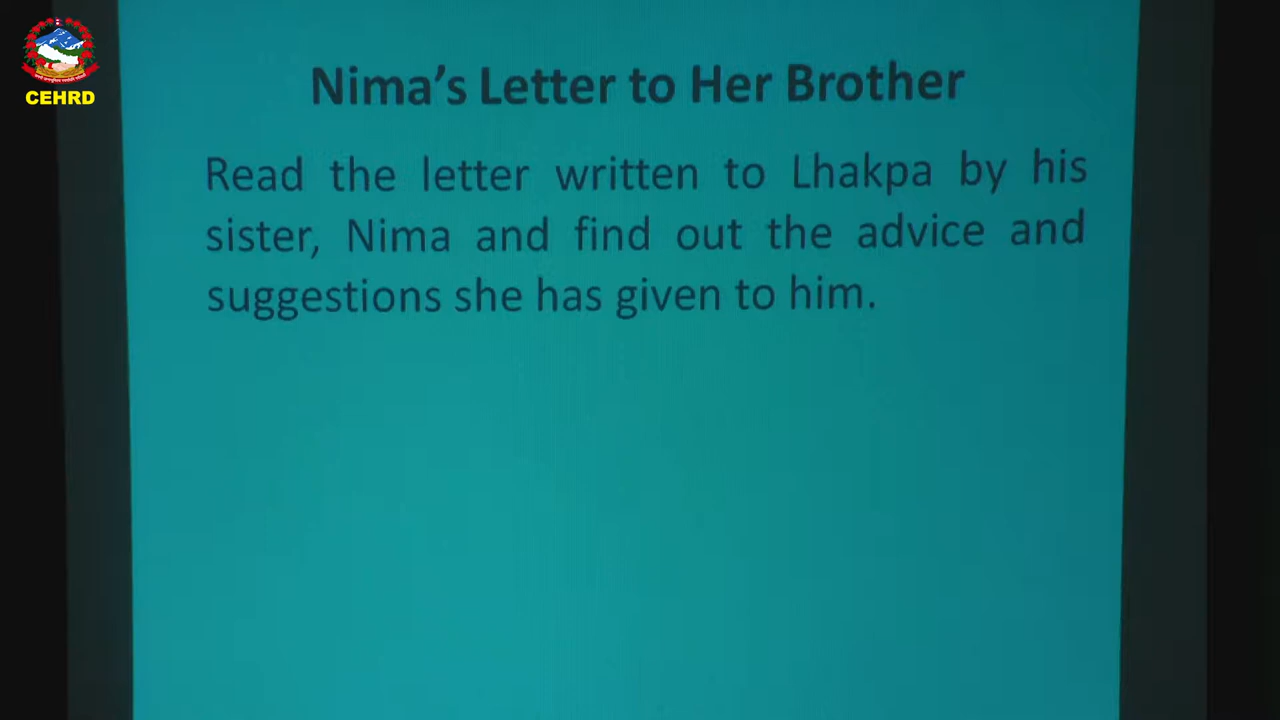 CEHRD
Nima's Letter to Her Brother
Read the letter written to Lhakpa by his
sister, Nima and find out the advice and
suggestions she has given to him.